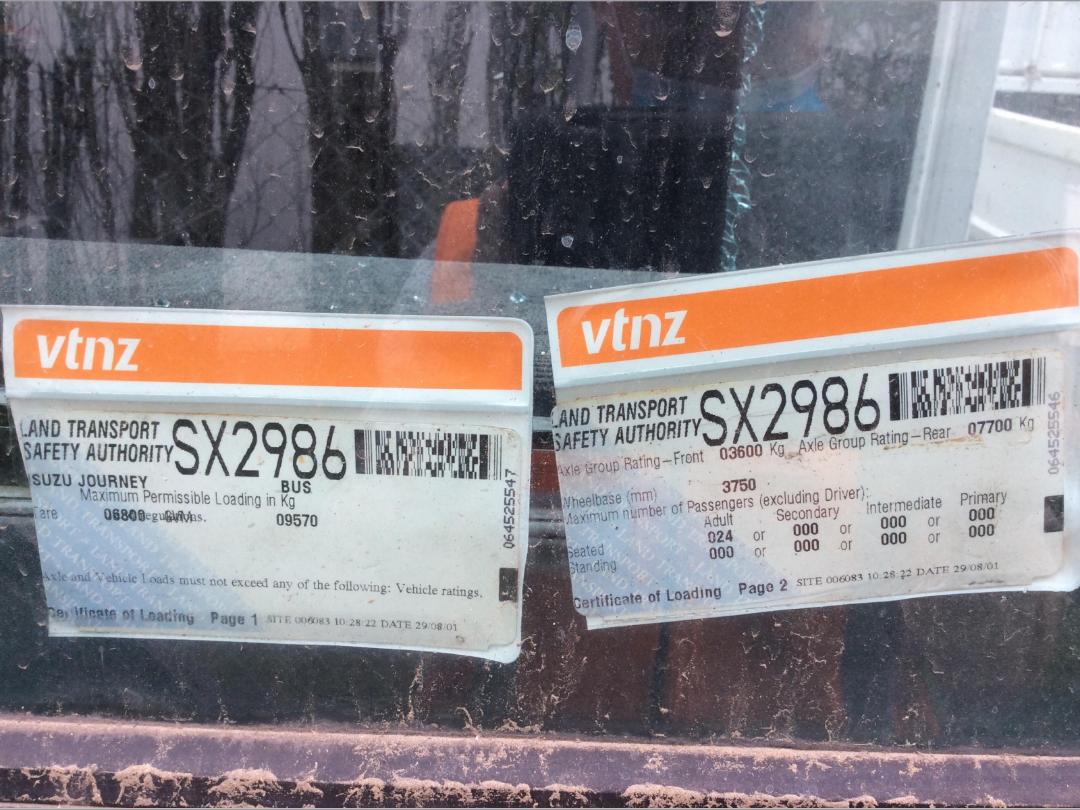 vtnz
LAND TRANSPORT
SAFETY AUTHORITY
SX2986
SUZU JOURNEY BUS
Maximum Permissible Loading in Kg
Tare 09570
Axle and Vehicle Loads must not exceed any of the following: Vehicle ratings.
Certificate of Loading Page 1 SITE 006083 10:28:22 DATE 29/08/01
064525547
vtnz
LAND TRANSPORT
SAFETY AUTHORITY
SX2986
Axle Group Rating-Front 03600 Kg Axle Group Rating-Rear 07700 Kg
Wheelbase (mm) 3750
Maximum number of Passengers (excluding Driver):
Adult Secondary Intermediate Primary
Seated 024 or 000 or 000 or 000
Standing 000 or 000 or 000 or 000
Certificate of Loading Page 2 SITE 006083 10:28:22 DATE 29/08/01
064525546